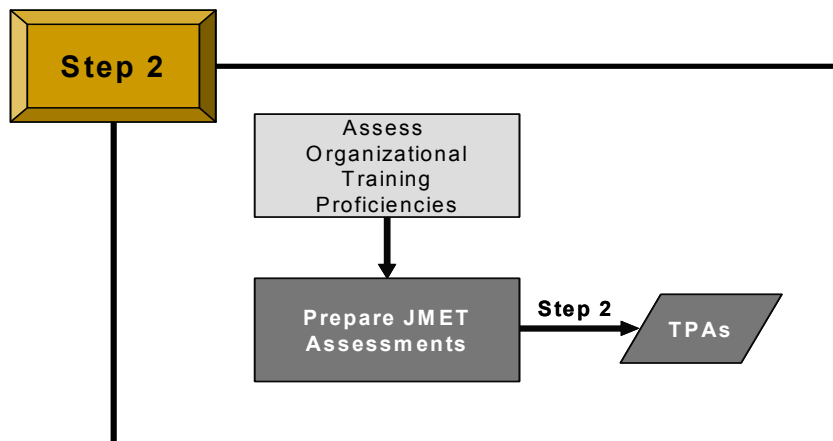 Step 2
Assess
Organizational
Training
Proficiencies
Prepare JMET
Assessments
Step 2
TPAs